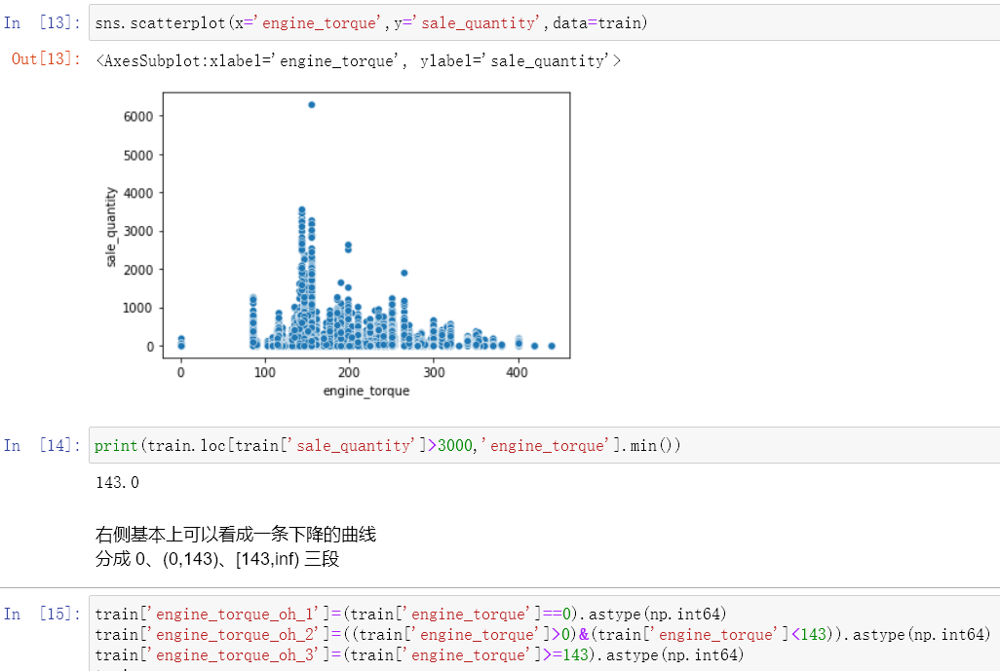 In [13]: sns.scatterplot(x='engine_torque',y='sale_quantity',data=train)
Out[13]: <AxesSubplot:xlabel='engine_torque', ylabel='sale_quantity'>
6000
5000
4000
3000
2000
1000
0
sale_quantity
0 100 200 300 400
engine_torque
In [14]: print(train.loc[train['sale_quantity']>3000,'engine_torque'].min())
143.0
右侧基本上可以看成一条下降的曲线
分成 0、(0,143)、[143,inf) 三段
In [15]: train['engine_torque_oh_1']=(train['engine_torque']==0).astype(np.int64)
train['engine_torque_oh_2']=((train['engine_torque']>0)&(train['engine_torque']<143)).astype(np.int64)
train['engine_torque_oh_3']=(train['engine_torque']>=143).astype(np.int64)